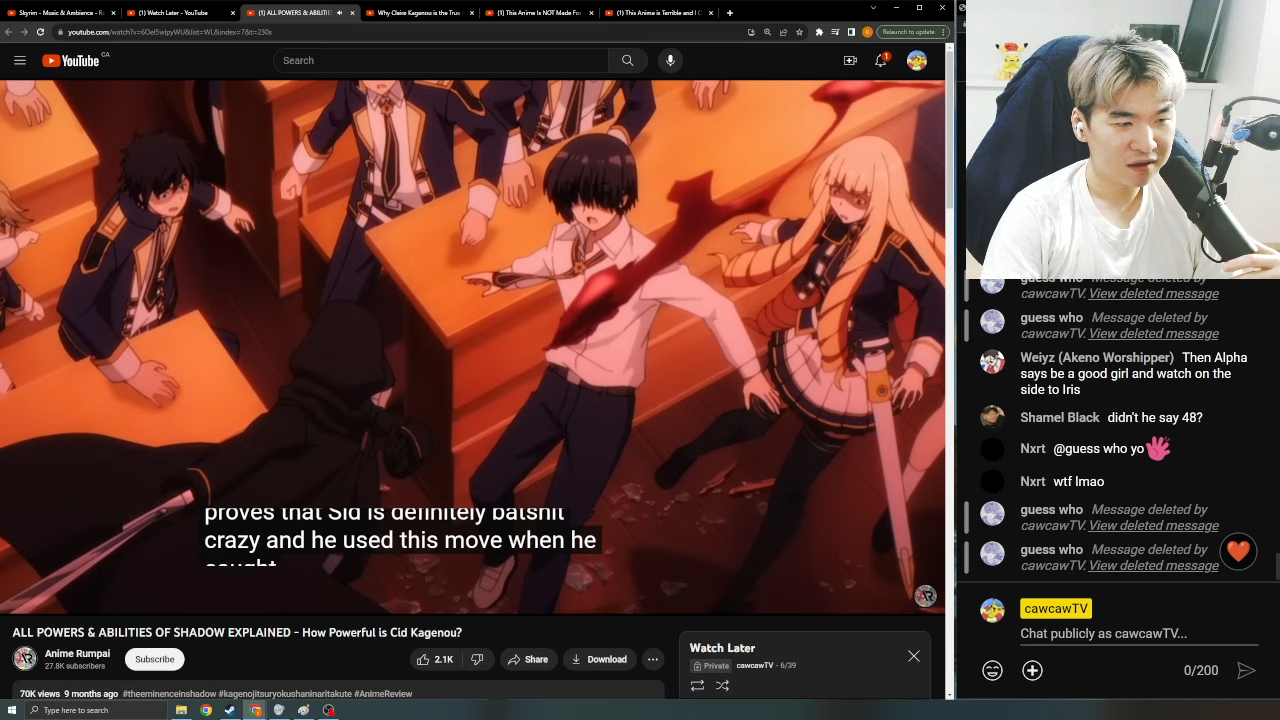 Slgrim - Music & Ambience - R
(1) Watch Later - YouTube
(1) ALL POWERS & ABILITIES
Why Claire Kagenou is the True
(1) This Anime Is NOT Made For
(1) This Anime is Terrible and I C
youtube.com/watch?v=6OeI5wIpyWU&list=WL&index=7&t=230s
Relaunch to update
YouTube CA
Search
1
proves that Sid is definitely batshit
crazy and he used this move when he
caught
ALL POWERS & ABILITIES OF SHADOW EXPLAINED - How Powerful is Cid Kagenou?
Anime Rumpai
27.8K subscribers
Subscribe
2.1K
Share
Download
70K views 9 months ago #theeminenceinshadow #kagenojitsuryokushaninaritakute #AnimeReview
Watch Later
Private cawcawTV - 6/39
Type here to search
guess who Message deleted by
cawcawTV. View deleted message
guess who Message deleted by
cawcawTV. View deleted message
Weiyz (Akeno Worshipper) Then Alpha
says be a good girl and watch on the
side to Iris
Shamel Black didn't he say 48?
Nxrt @guess who yo
Nxrt wtf lmao
guess who Message deleted by
cawcawTV. View deleted message
guess who Message deleted by
cawcawTV. View deleted message
cawcawTV
Chat publicly as cawcawTV...
0/200